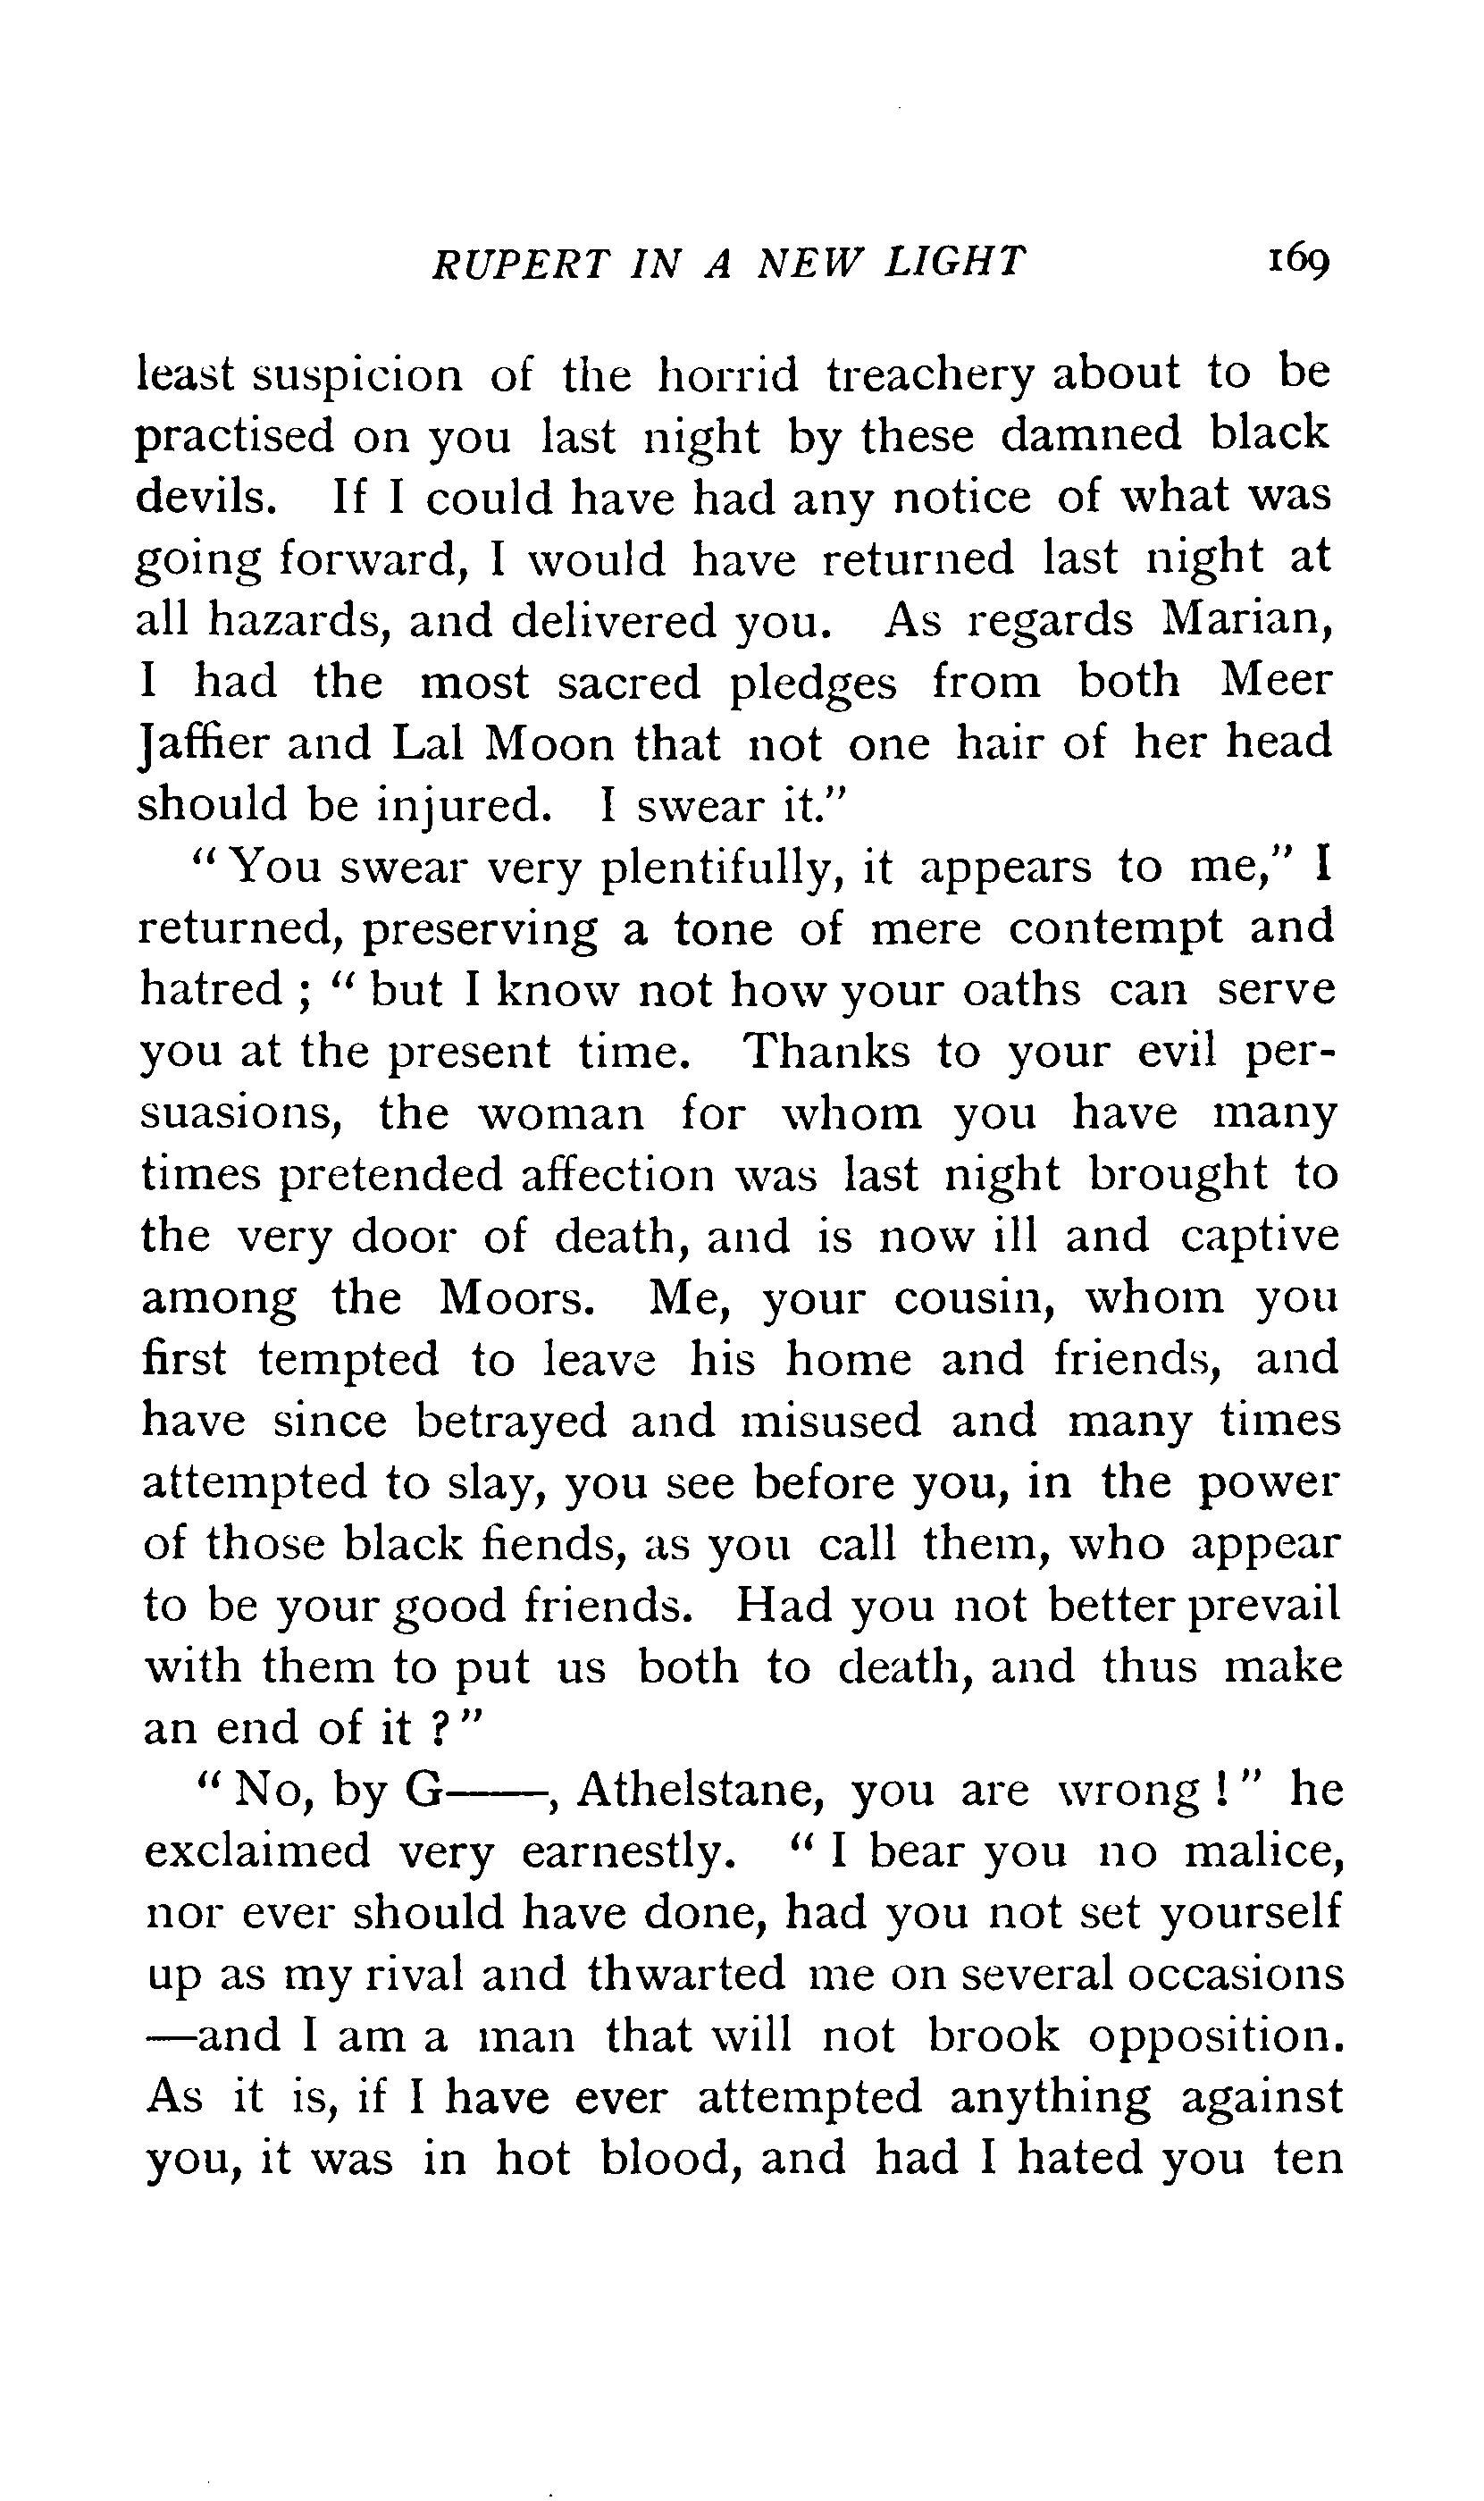 RUPERT IN A NEW LIGHT 169
least suspicion of the horrid treachery about to be
practised on you last night by these damned black
devils. If I could have had any notice of what was
going forward, I would have returned last night at
all hazards, and delivered you. As regards Marian,
I had the most sacred pledges from both Meer
Jaffier and Lal Moon that not one hair of her head
should be injured. I swear it."
" You swear very plentifully, it appears to me," I
returned, preserving a tone of mere contempt and
hatred ; " but I know not how your oaths can serve
you at the present time. Thanks to your evil per-
suasions, the woman for whom you have many
times pretended affection was last night brought to
the very door of death, and is now ill and captive
among the Moors. Me, your cousin, whom you
first tempted to leave his home and friends, and
have since betrayed and misused and many times
attempted to slay, you see before you, in the power
of those black fiends, as you call them, who appear
to be your good friends. Had you not better prevail
with them to put us both to death, and thus make
an end of it ? "
" No, by G——, Athelstane, you are wrong ! " he
exclaimed very earnestly. " I bear you no malice,
nor ever should have done, had you not set yourself
up as my rival and thwarted me on several occasions
—and I am a man that will not brook opposition.
As it is, if I have ever attempted anything against
you, it was in hot blood, and had I hated you ten